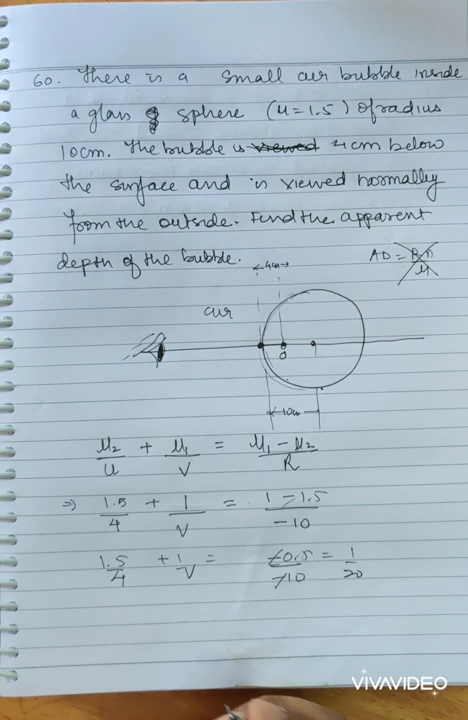 60. There is a small air bubble inside
a glass sphere (μ=1.5) of radius
10cm. The bubble is viewed 4cm below
the surface and is viewed normally
from the outside. Find the apparent
depth of the bubble.
AD = RD/μ
4cm
air
O
10cm
μ2/u + μ1/v = μ1-μ2/R
⇒ 1.5/4 + 1/v = 1-1.5/-10
1.5/4 + 1/v = -0.5/-10 = 1/20
VIVAVIDEO